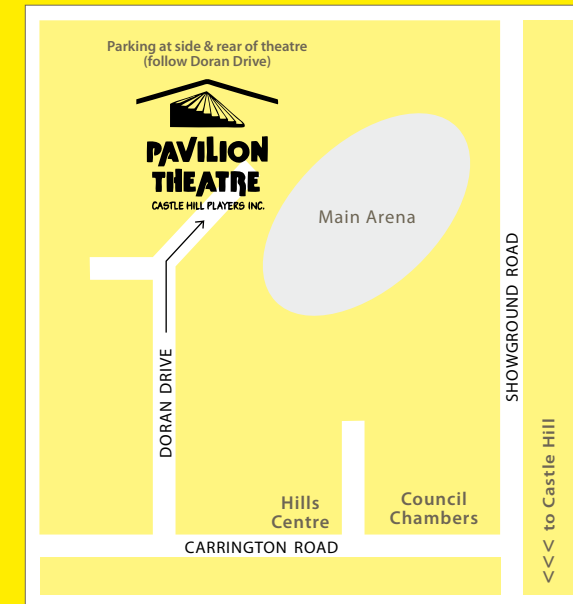 Parking at side & rear of theatre
(follow Doran Drive)
PAVILION
THEATRE
CASTLE HILL PLAYERS INC.
Main Arena
SHOWGROUND ROAD
DORAN DRIVE
<<< to Castle Hill
Hills
Centre
Council
Chambers
CARRINGTON ROAD